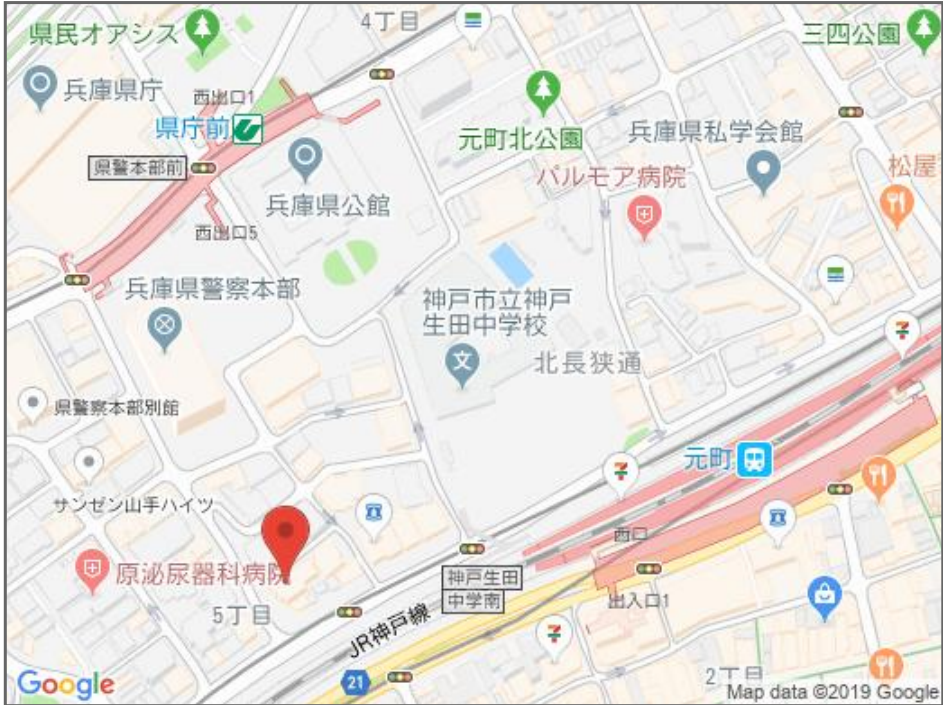 県民オアシス
4丁目
三四公園
兵庫県庁
西出口1
県庁前
元町北公園
兵庫県私学会館
県警本部前
兵庫県公館
パルモア病院
松屋
西出口5
兵庫県警察本部
神戸市立神戸
生田中学校
北長狭通
県警察本部別館
元町
サンゼン山手ハイツ
西口
原泌尿器科病院
神戸生田
中学南
5丁目
出入口1
JR神戸線
21
2丁目
Google
Map data ©2019 Google